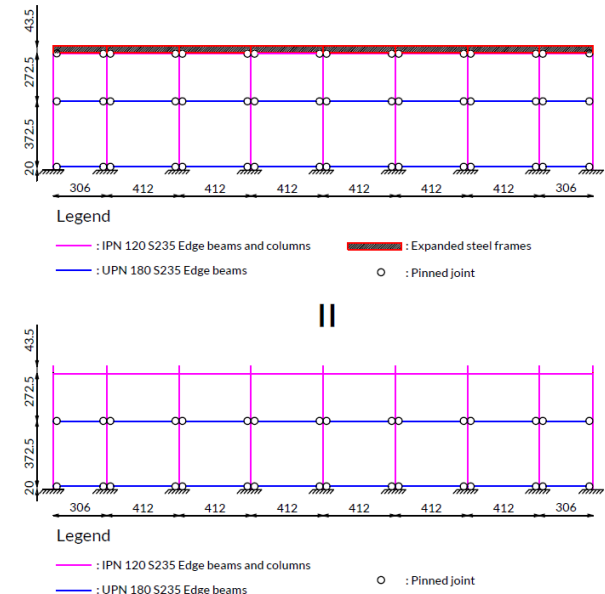 43.5
272.5
372.5
20
306 412 412 412 412 412 412 306
Legend
: IPN 120 S235 Edge beams and columns : Expanded steel frames
: UPN 180 S235 Edge beams : Pinned joint
=
43.5
272.5
372.5
20
306 412 412 412 412 412 412 306
Legend
: IPN 120 S235 Edge beams and columns
: UPN 180 S235 Edge beams : Pinned joint